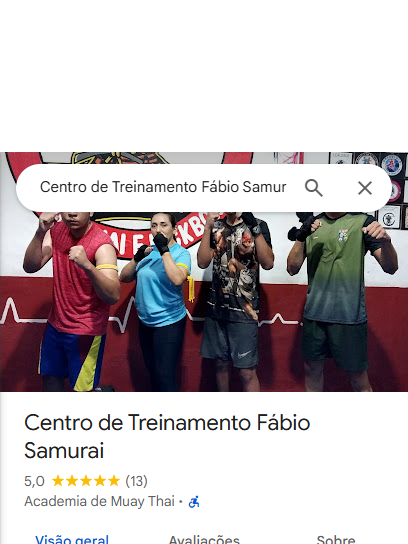 Centro de Treinamento Fábio Samur
KICKBO
Centro de Treinamento Fábio
Samurai
5,0 (13)
Academia de Muay Thai ·
Visão geral Avaliações Sobre